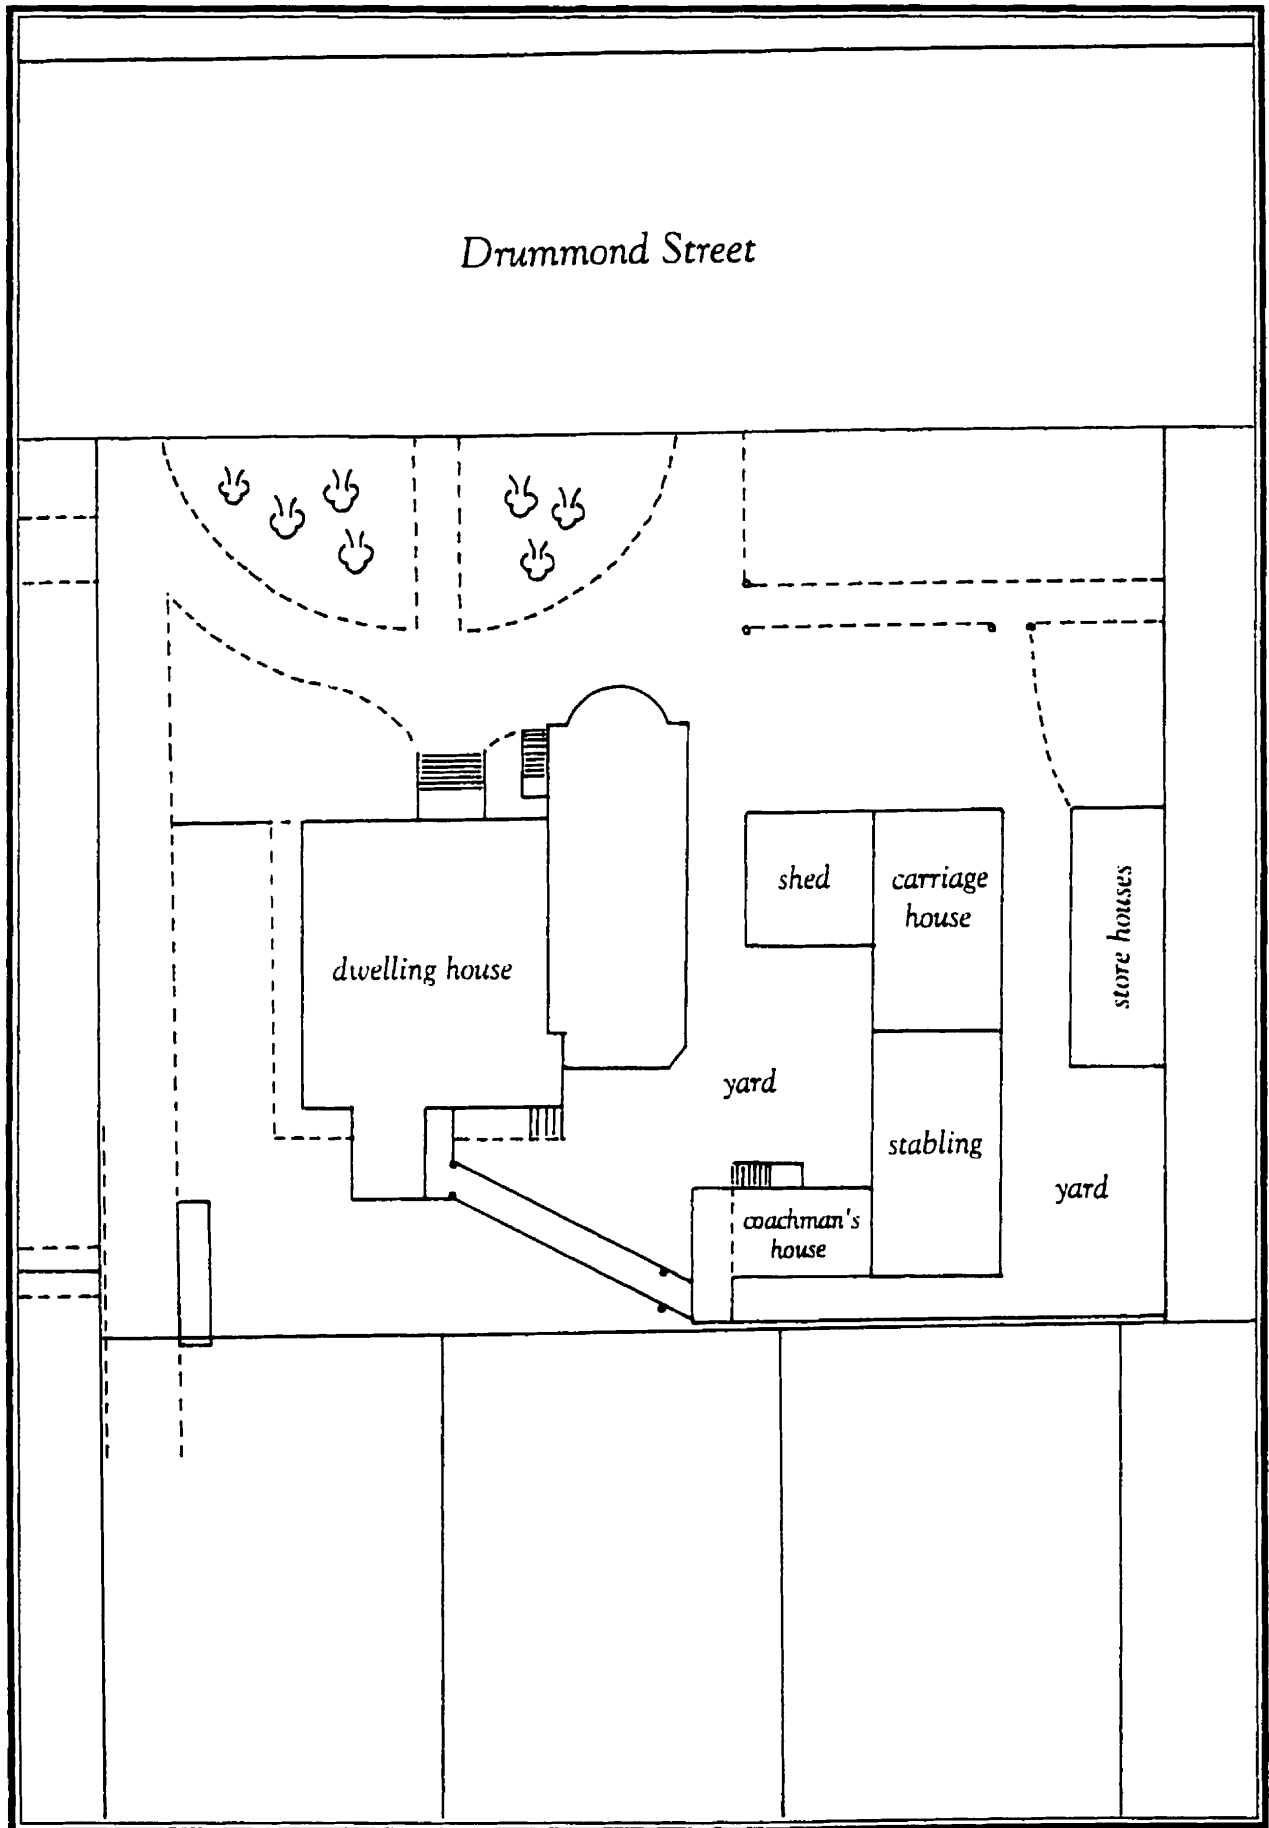 Drummond Street
shed
carriage
house
store houses
dwelling house
yard
stabling
yard
coachman's
house